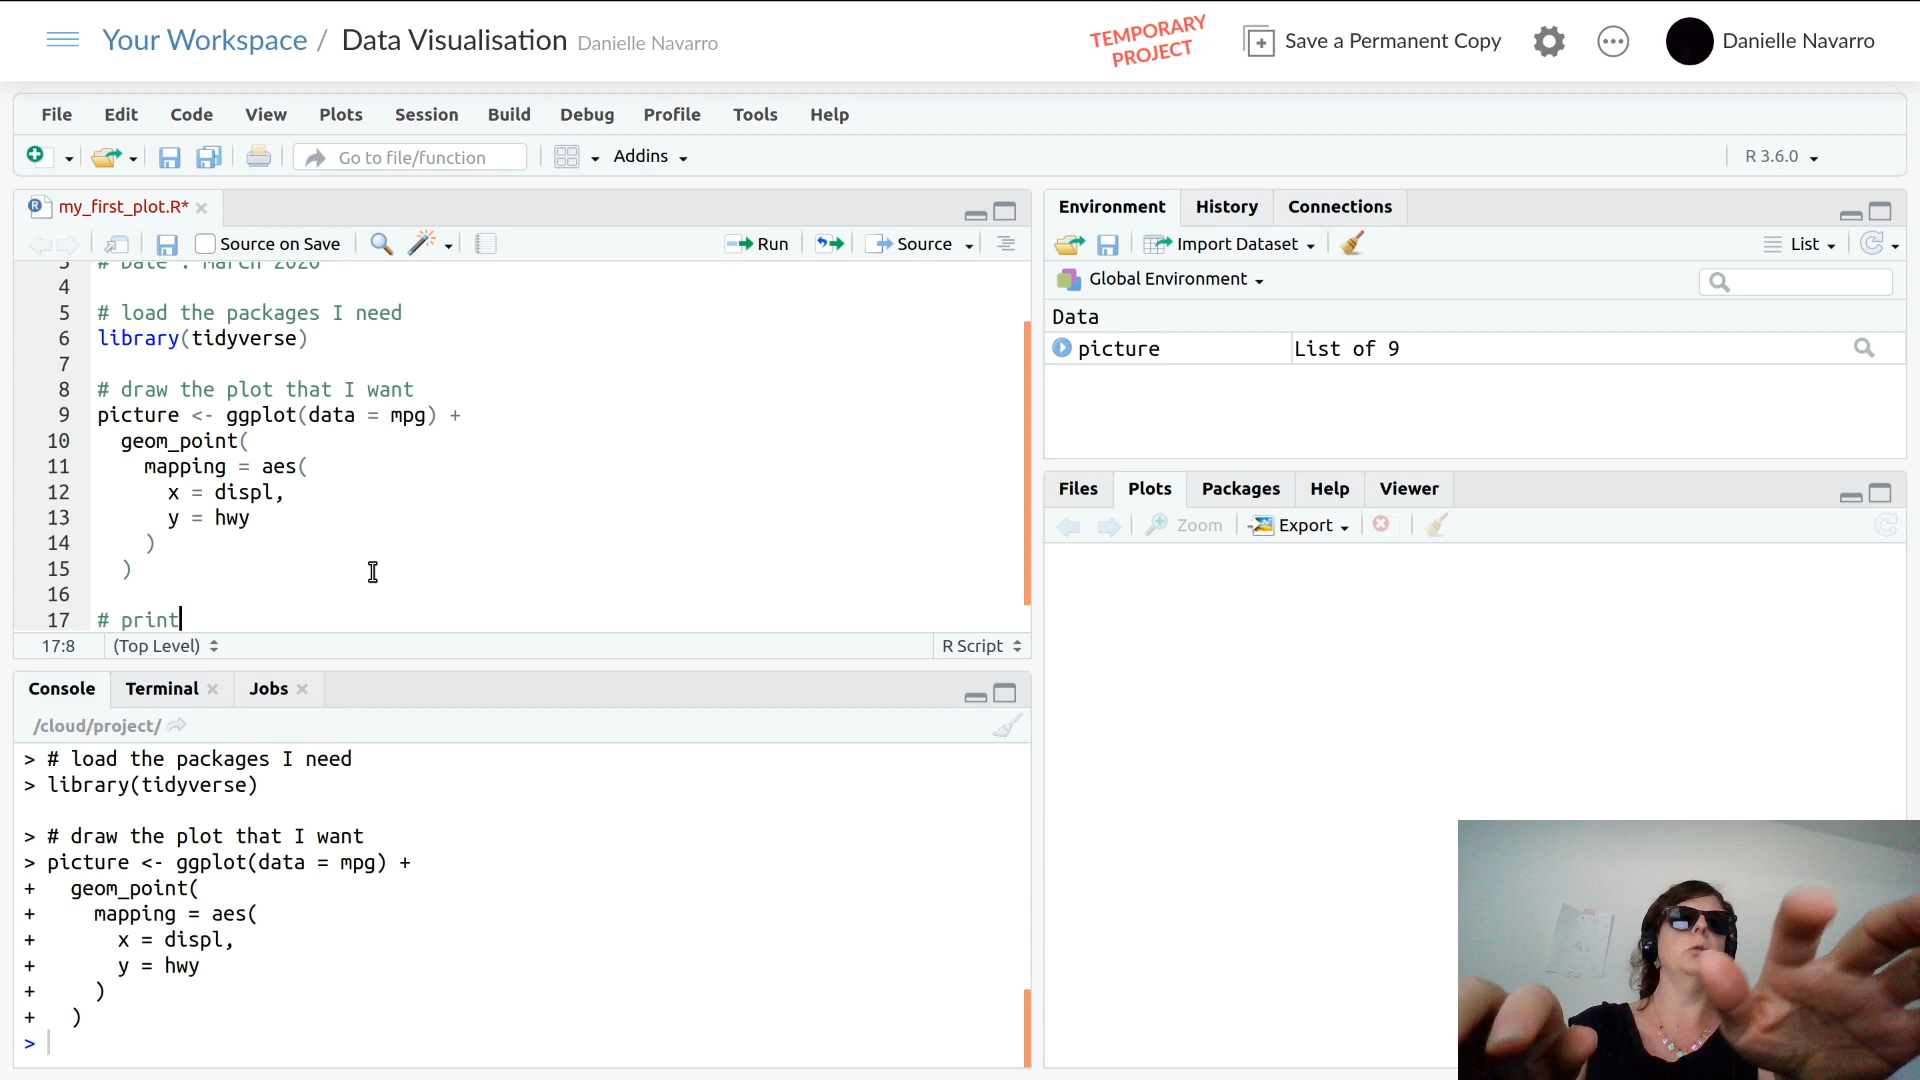 Your Workspace / Data Visualisation Danielle Navarro
TEMPORARY
PROJECT
Save a Permanent Copy
Danielle Navarro
File Edit Code View Plots Session Build Debug Profile Tools Help
Go to file/function Addins R 3.6.0
my_first_plot.R*
Source on Save Run Source
3 # Date : March 2020
4
5 # load the packages I need
6 library(tidyverse)
7
8 # draw the plot that I want
9 picture <- ggplot(data = mpg) +
10 geom_point(
11 mapping = aes(
12 x = displ,
13 y = hwy
14 )
15 )
16
17 # print
17:8 (Top Level) R Script
Console Terminal Jobs
/cloud/project/
> # load the packages I need
> library(tidyverse)
> # draw the plot that I want
> picture <- ggplot(data = mpg) +
+ geom_point(
+ mapping = aes(
+ x = displ,
+ y = hwy
+ )
+ )
>
Environment History Connections
Import Dataset List
Global Environment
Data
picture List of 9
Files Plots Packages Help Viewer
Zoom Export